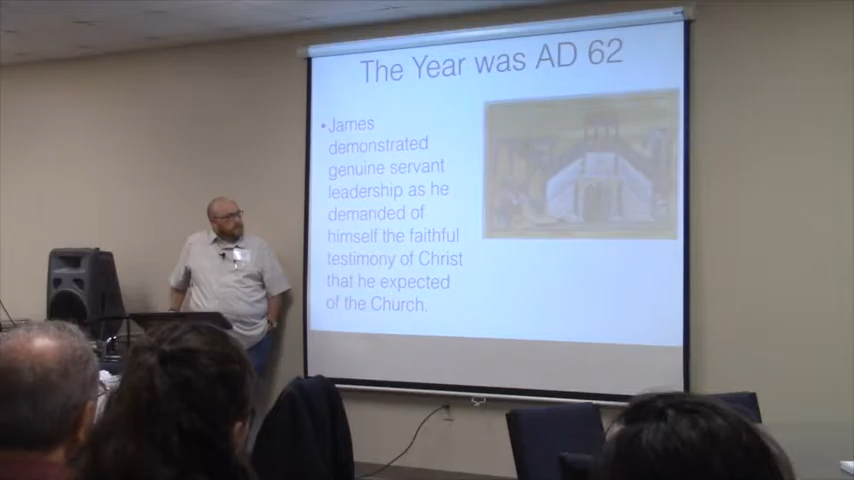 The Year was AD 62
• James
demonstrated
genuine servant
leadership as he
demanded of
himself the faithful
testimony of Christ
that he expected
of the Church.